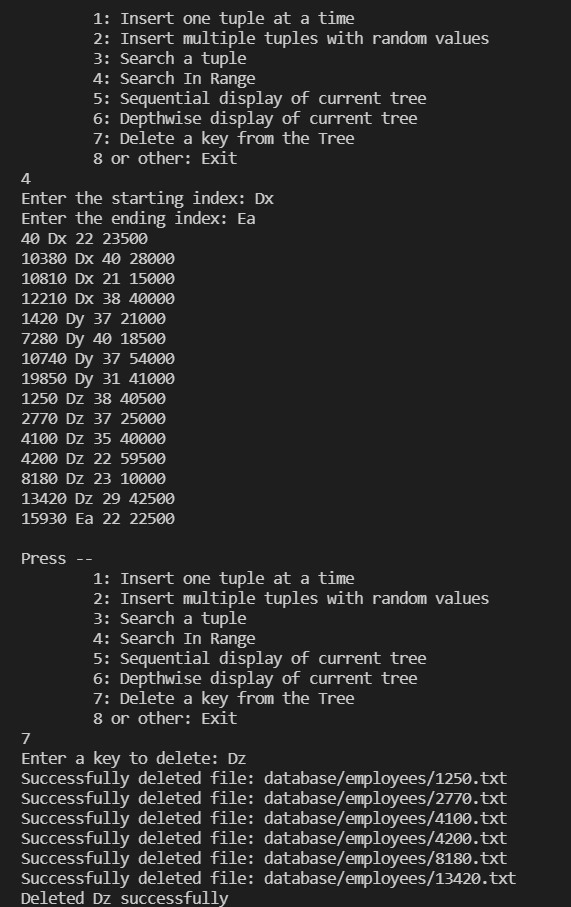 1: Insert one tuple at a time
2: Insert multiple tuples with random values
3: Search a tuple
4: Search In Range
5: Sequential display of current tree
6: Depthwise display of current tree
7: Delete a key from the Tree
8 or other: Exit
4
Enter the starting index: Dx
Enter the ending index: Ea
40 Dx 22 23500
10380 Dx 40 28000
10810 Dx 21 15000
12210 Dx 38 40000
1420 Dy 37 21000
7280 Dy 40 18500
10740 Dy 37 54000
19850 Dy 31 41000
1250 Dz 38 40500
2770 Dz 37 25000
4100 Dz 35 40000
4200 Dz 22 59500
8180 Dz 23 10000
13420 Dz 29 42500
15930 Ea 22 22500
Press --
1: Insert one tuple at a time
2: Insert multiple tuples with random values
3: Search a tuple
4: Search In Range
5: Sequential display of current tree
6: Depthwise display of current tree
7: Delete a key from the Tree
8 or other: Exit
7
Enter a key to delete: Dz
Successfully deleted file: database/employees/1250.txt
Successfully deleted file: database/employees/2770.txt
Successfully deleted file: database/employees/4100.txt
Successfully deleted file: database/employees/4200.txt
Successfully deleted file: database/employees/8180.txt
Successfully deleted file: database/employees/13420.txt
Deleted Dz successfully